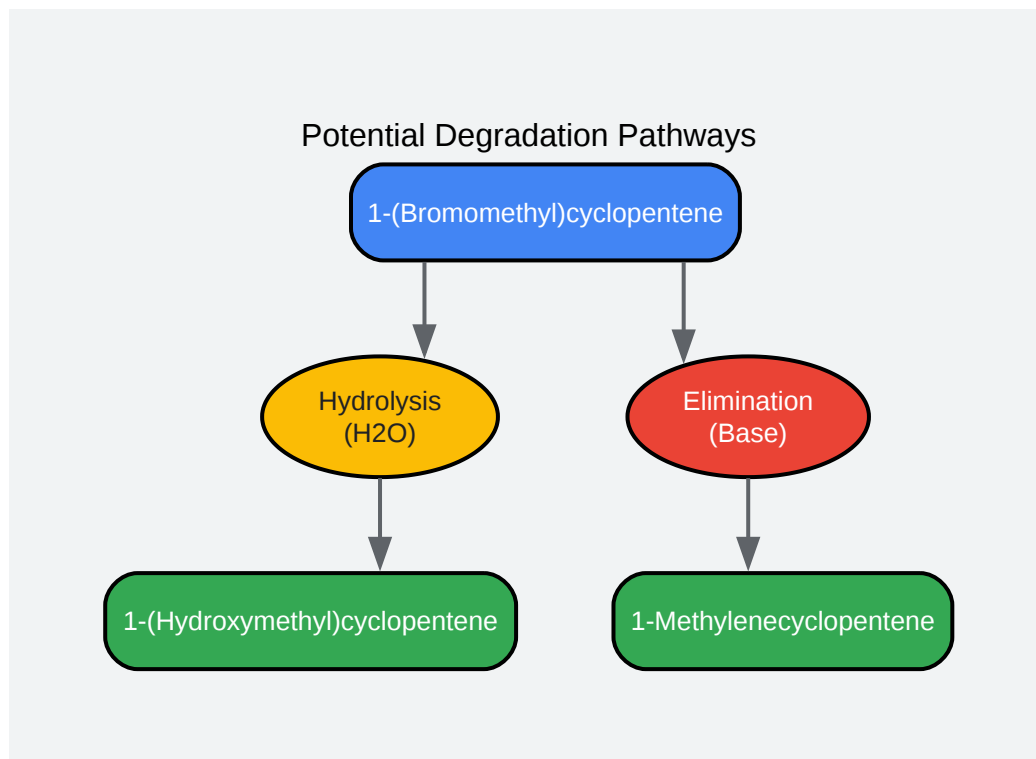 Potential Degradation Pathways
1-(Bromomethyl)cyclopentene
Hydrolysis
(H2O)
Elimination
(Base)
1-(Hydroxymethyl)cyclopentene
1-Methylenecyclopentene